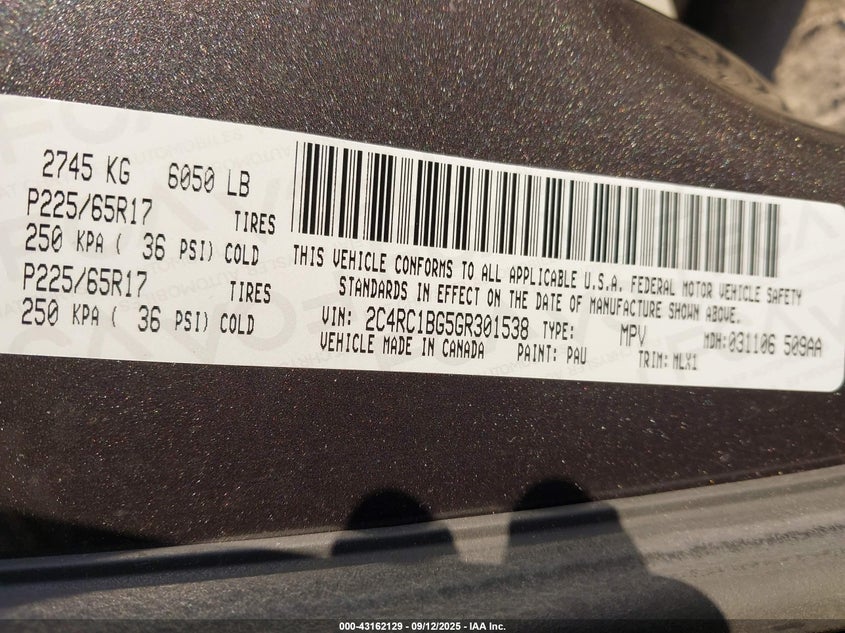 2745 KG 6050 LB
P225/65R17 TIRES
250 KPA ( 36 PSI) COLD
P225/65R17 TIRES
250 KPA ( 36 PSI) COLD
THIS VEHICLE CONFORMS TO ALL APPLICABLE U.S.A. FEDERAL MOTOR VEHICLE SAFETY
STANDARDS IN EFFECT ON THE DATE OF MANUFACTURE SHOWN ABOVE.
VIN: 2C4RC1BG5GR301538 TYPE: MPV MDH:031106 509AA
VEHICLE MADE IN CANADA PAINT: PAU TRIM: MLX1
000-43162129 - 09/12/2025 - IAA Inc.